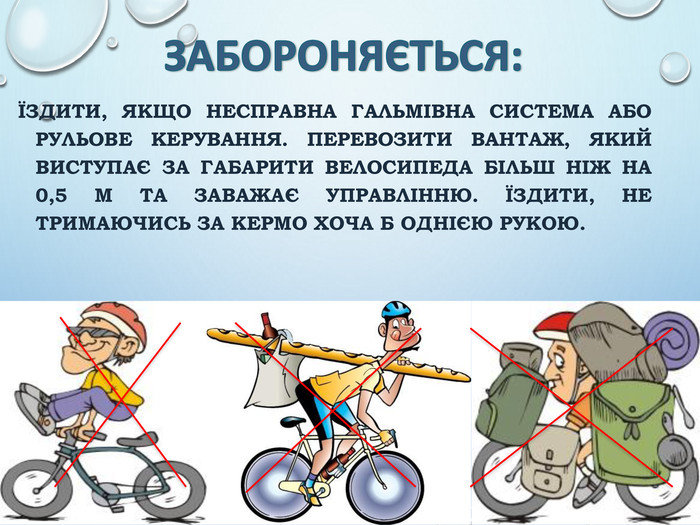 ЗАБОРОНЯЄТЬСЯ:
ЇЗДИТИ, ЯКЩО НЕСПРАВНА ГАЛЬМІВНА СИСТЕМА АБО
РУЛЬОВЕ КЕРУВАННЯ. ПЕРЕВОЗИТИ ВАНТАЖ, ЯКИЙ
ВИСТУПАЄ ЗА ГАБАРИТИ ВЕЛОСИПЕДА БІЛЬШ НІЖ НА
0,5 М ТА ЗАВАЖАЄ УПРАВЛІННЮ. ЇЗДИТИ, НЕ
ТРИМАЮЧИСЬ ЗА КЕРМО ХОЧА Б ОДНІЄЮ РУКОЮ.